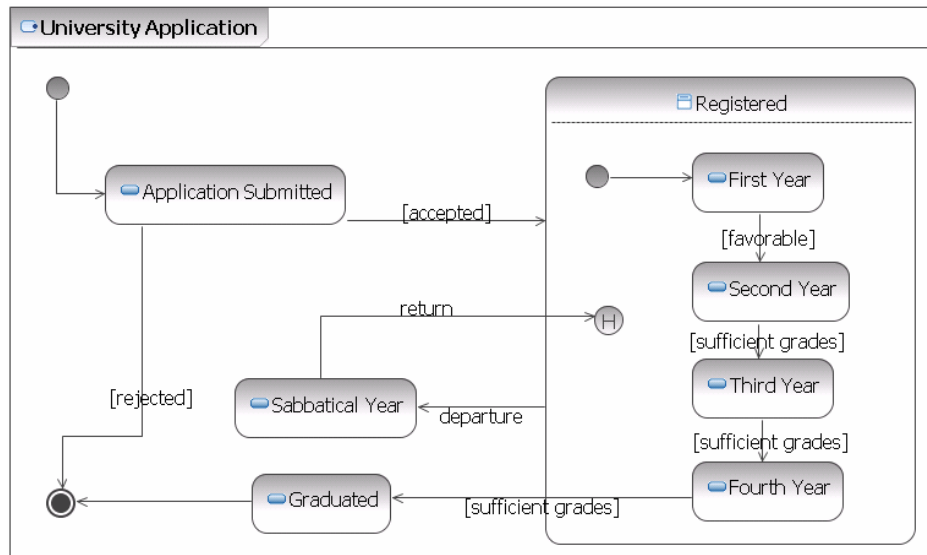 University Application
Registered
Application Submitted
First Year
[accepted]
[favorable]
Second Year
return
H
[sufficient grades]
Third Year
[rejected]
Sabbatical Year
departure
[sufficient grades]
Fourth Year
Graduated
[sufficient grades]